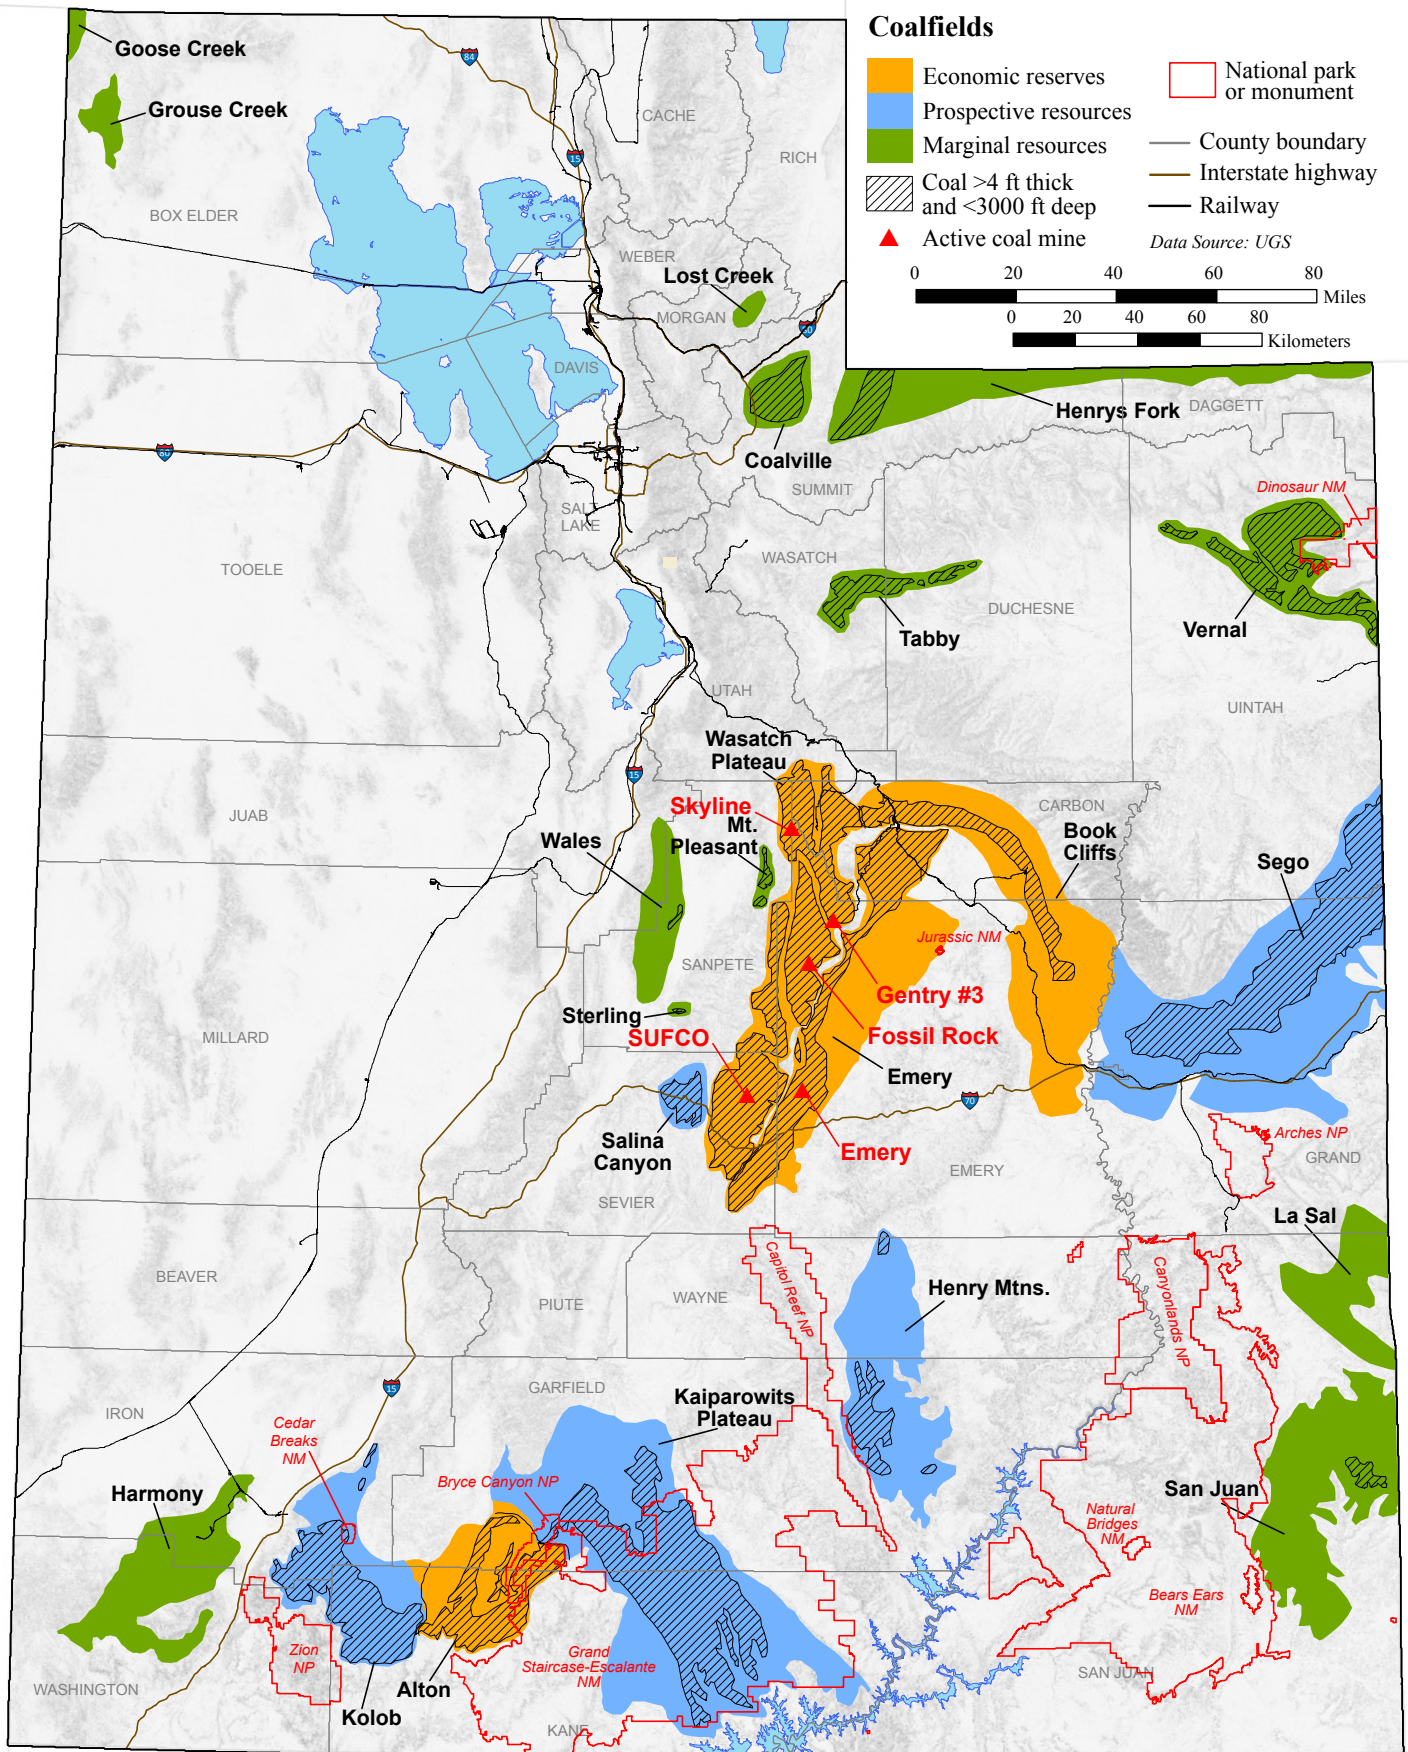 Coalfields
Economic reserves
Prospective resources
Marginal resources
Coal >4 ft thick
and <3000 ft deep
Active coal mine
National park
or monument
County boundary
Interstate highway
Railway
Data Source: UGS
0 20 40 60 80
Miles
0 20 40 60 80
Kilometers
Goose Creek
84
Grouse Creek
CACHE
15
RICH
BOX ELDER
WEBER
Lost Creek
MORGAN
80
DAVIS
Henrys Fork
DAGGETT
80
Coalville
SUMMIT
Dinosaur NM
SALT
LAKE
WASATCH
TOOELE
DUCHESNE
Tabby
Vernal
UTAH
UINTAH
Wasatch
Plateau
15
Skyline
CARBON
JUAB
Mt.
Pleasant
Wales
Book
Cliffs
Sego
Jurassic NM
SANPETE
Gentry #3
Sterling
SUFCO
Fossil Rock
MILLARD
Emery
70
Salina
Canyon
Emery
Arches NP
GRAND
EMERY
SEVIER
La Sal
Capitol Reef NP
Canyonlands NP
BEAVER
PIUTE
WAYNE
Henry Mtns.
15
GARFIELD
Kaiparowits
Plateau
IRON
Cedar
Breaks
NM
Bryce Canyon NP
Harmony
San Juan
Natural
Bridges
NM
Bears Ears
NM
Zion
NP
Grand
Staircase-Escalante
NM
SAN JUAN
WASHINGTON
Alton
Kolob
KANE